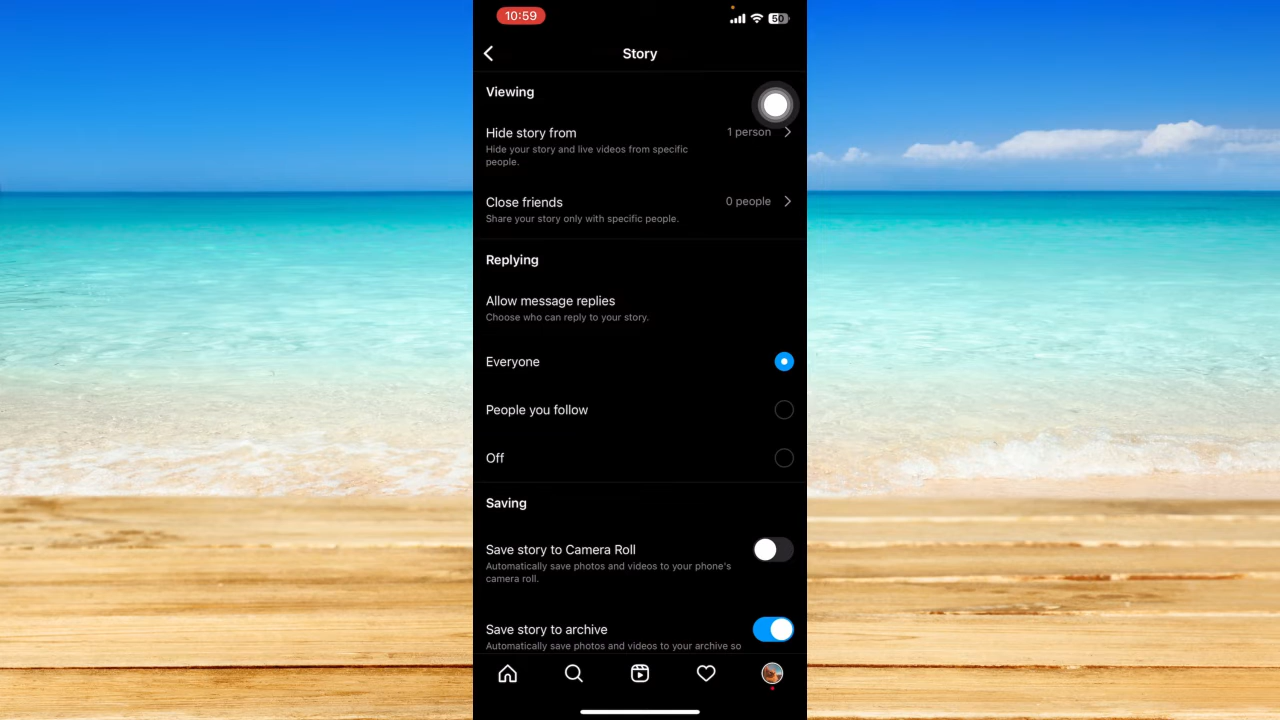 10:59
50
Story
Viewing
Hide story from
1 person
Hide your story and live videos from specific
people.
Close friends
0 people
Share your story only with specific people.
Replying
Allow message replies
Choose who can reply to your story.
Everyone
People you follow
Off
Saving
Save story to Camera Roll
Automatically save photos and videos to your phone's
camera roll.
Save story to archive
Automatically save photos and videos to your archive so